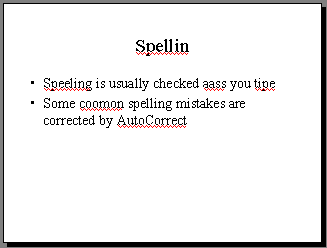 Spellin
• Speeling is usually checked aass you tipe
• Some coomon spelling mistakes are
corrected by AutoCorrect